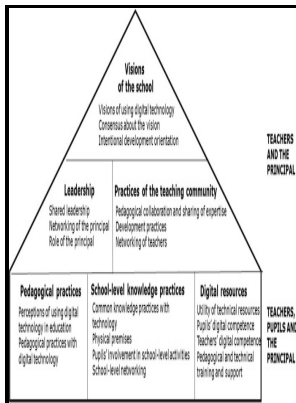 Visions
of the school
Visions of using digital technology
Consensus about the vision
Intentional development orientation
TEACHERS
AND THE
PRINCIPAL
Leadership
Shared leadership
Networking of the principal
Role of the principal
Practices of the teaching community
Pedagogical collaboration and sharing of expertise
Development practices
Networking of teachers
Pedagogical practices
Perceptions of using digital
technology in education
Pedagogical practices with
digital technology
School-level knowledge practices
Common knowledge practices with
technology
Physical premises
Pupils' involvement in school-level activities
School-level networking
Digital resources
Utility of technical resources
Pupils' digital competence
Teachers' digital competence
Pedagogical and technical
training and support
TEACHERS,
PUPILS AND
THE
PRINCIPAL